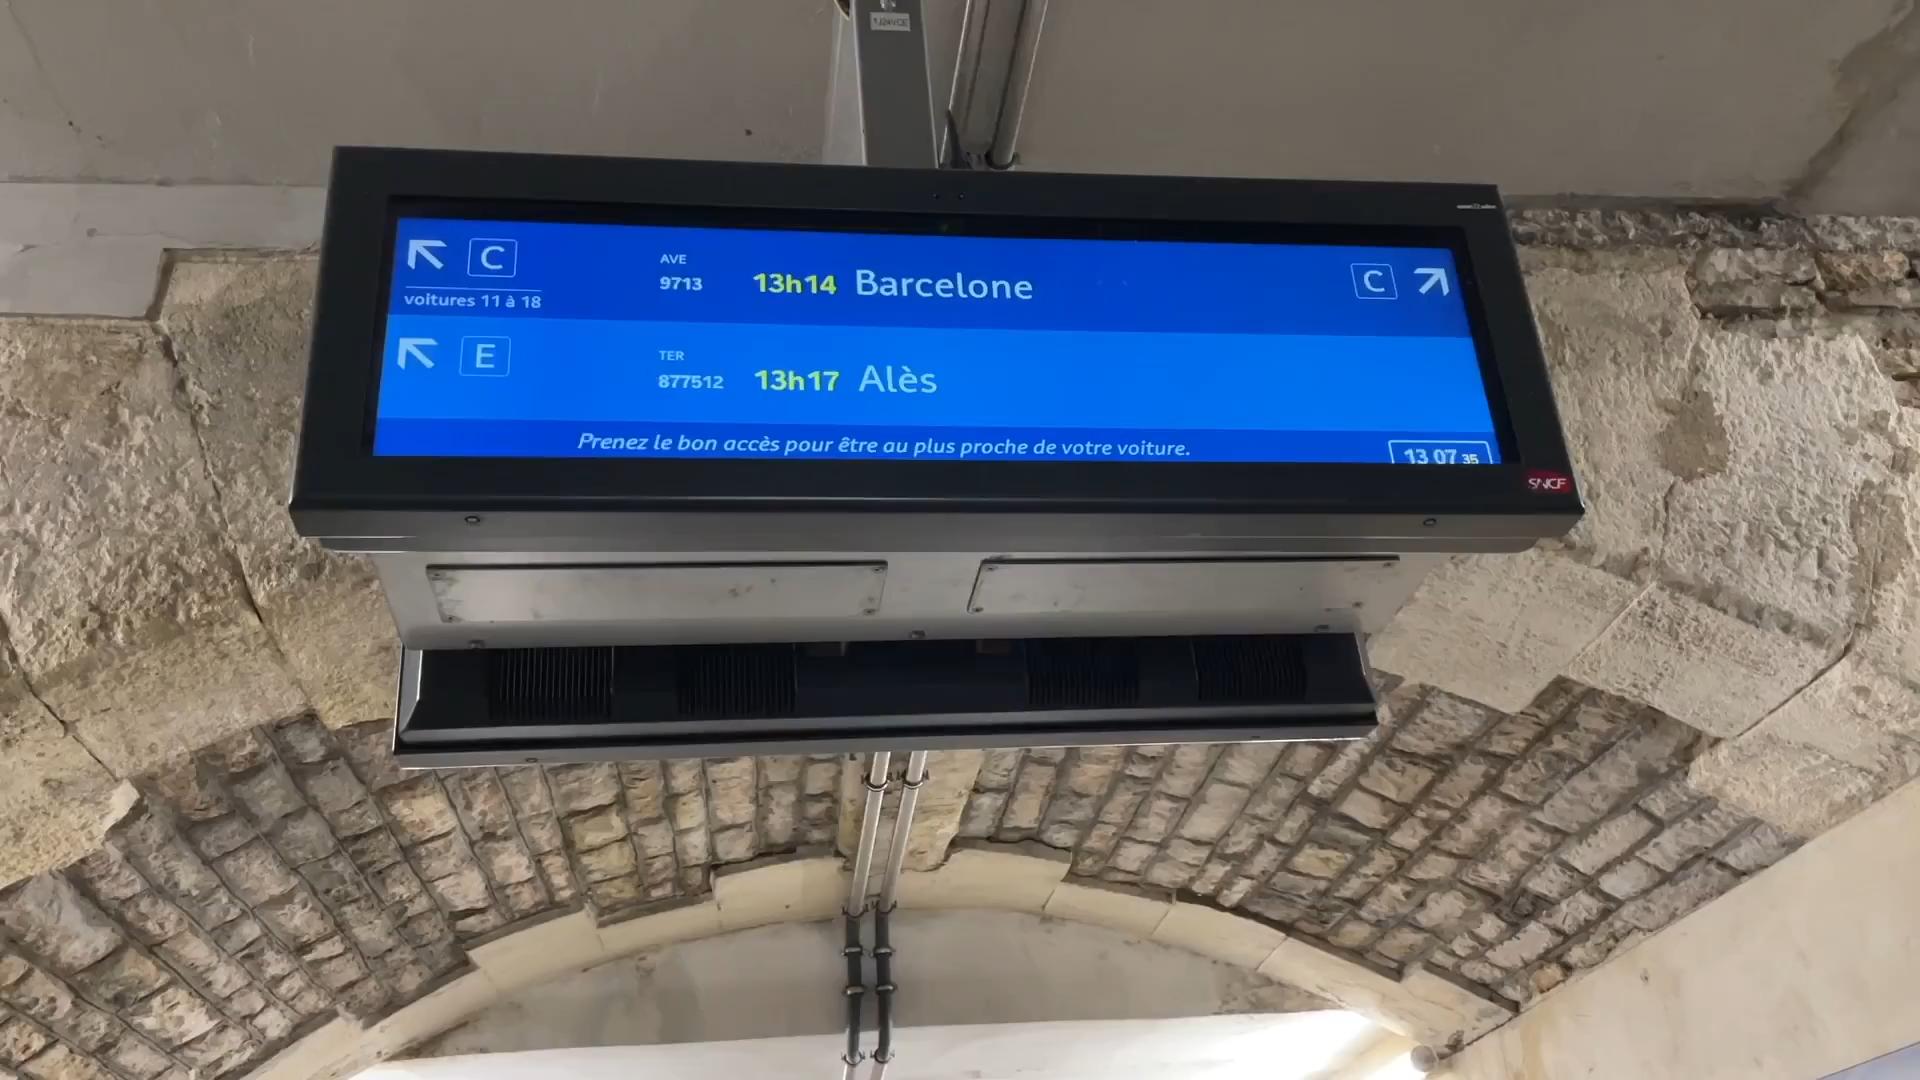 C AVE 13h14 Barcelone C
voitures 11 à 18 9713
E TER 13h17 Alès
877512
Prenez le bon accès pour être au plus proche de votre voiture.
13 07 35
SNCF